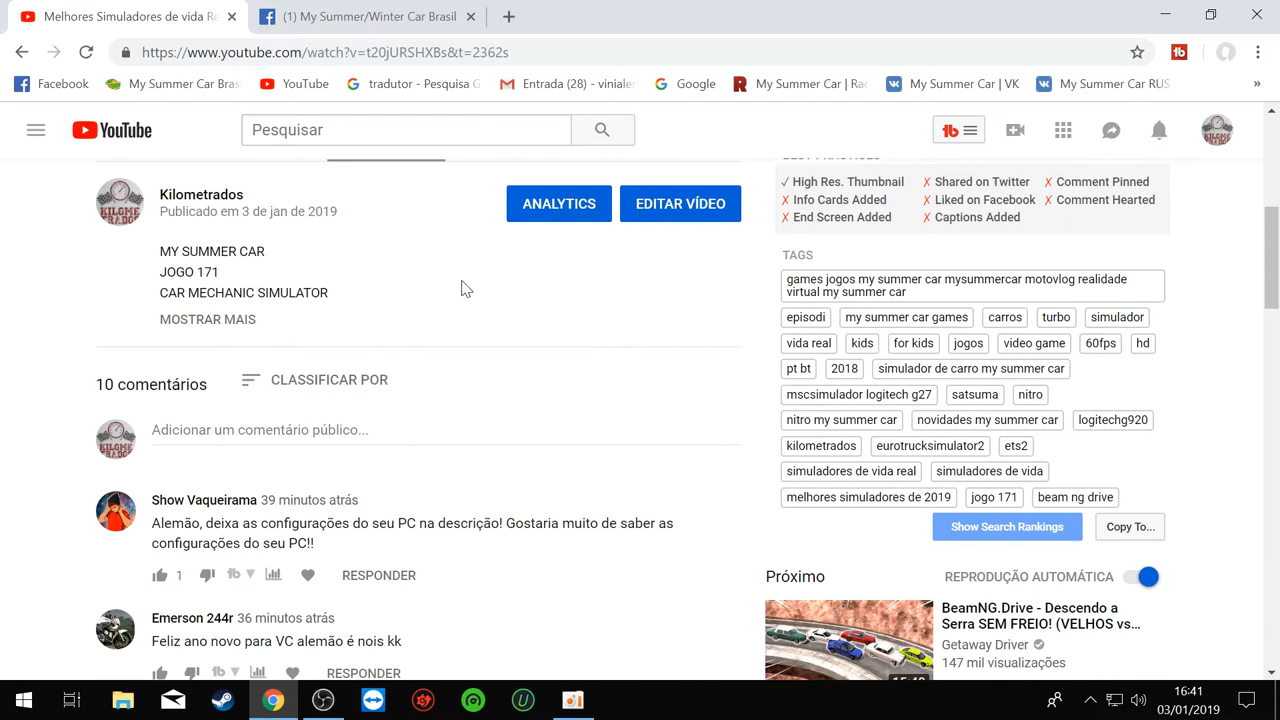 Melhores Simuladores de vida Re
(1) My Summer/Winter Car Brasil
https://www.youtube.com/watch?v=t20jURSHXBs&t=2362s
Facebook
My Summer Car Bras
YouTube
tradutor - Pesquisa G
Entrada (28) - vinialer
Google
My Summer Car | Ra
My Summer Car | VK
My Summer Car RUS
»
YouTube
Pesquisar
tb
Kilometrados
Publicado em 3 de jan de 2019
ANALYTICS
EDITAR VÍDEO
MY SUMMER CAR
JOGO 171
CAR MECHANIC SIMULATOR
MOSTRAR MAIS
10 comentários
CLASSIFICAR POR
Adicionar um comentário público...
Show Vaqueirama 39 minutos atrás
Alemão, deixa as configurações do seu PC na descrição! Gostaria muito de saber as
configurações do seu PC!!
1
RESPONDER
Emerson 244r 36 minutos atrás
Feliz ano novo para VC alemão é nois kk
RESPONDER
BEST PRACTICES
✓ High Res. Thumbnail
✗ Shared on Twitter
✗ Comment Pinned
✗ Info Cards Added
✗ Liked on Facebook
✗ Comment Hearted
✗ End Screen Added
✗ Captions Added
TAGS
games jogos my summer car mysummercar motovlog realidade
virtual my summer car
episodi
my summer car games
carros
turbo
simulador
vida real
kids
for kids
jogos
video game
60fps
hd
pt bt
2018
simulador de carro my summer car
mscsimulador logitech g27
satsuma
nitro
nitro my summer car
novidades my summer car
logitechg920
kilometrados
eurotrucksimulator2
ets2
simuladores de vida real
simuladores de vida
melhores simuladores de 2019
jogo 171
beam ng drive
Show Search Rankings
Copy To...
Próximo
REPRODUÇÃO AUTOMÁTICA
BeamNG.Drive - Descendo a
Serra SEM FREIO! (VELHOS vs...
Getaway Driver
147 mil visualizações
16:41
03/01/2019